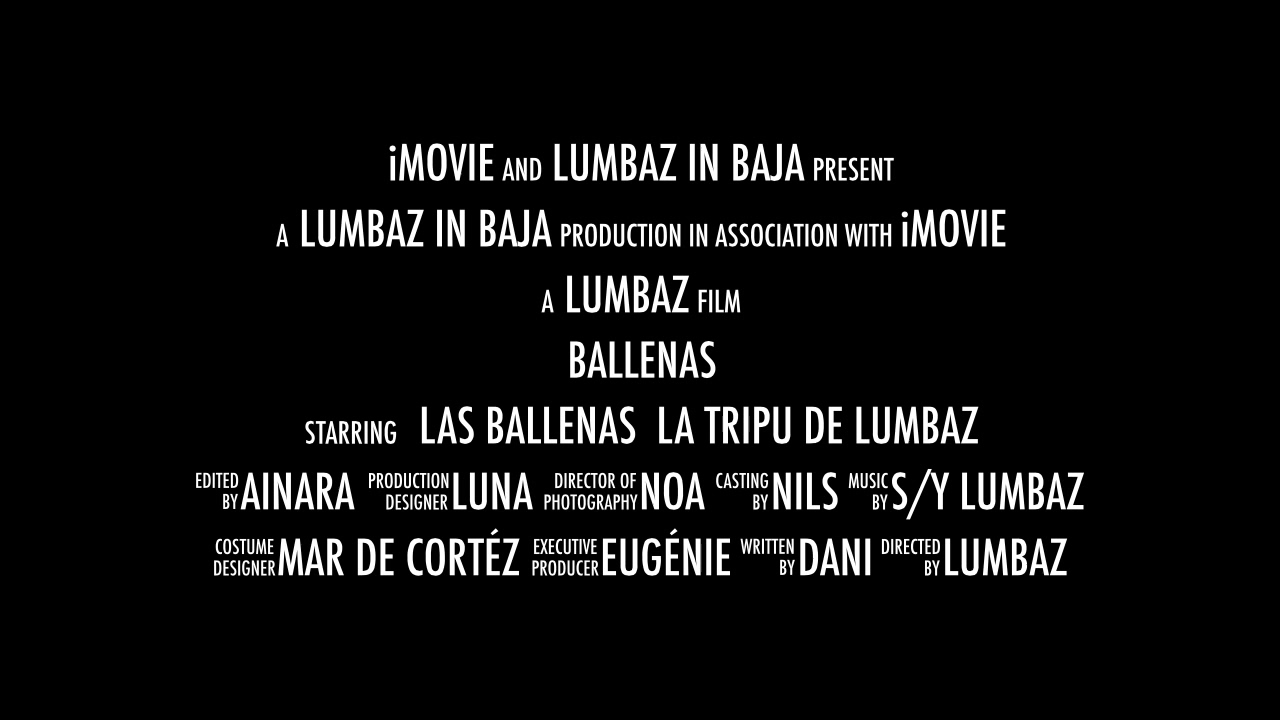 iMOVIE AND LUMBAZ IN BAJA PRESENT
A LUMBAZ IN BAJA PRODUCTION IN ASSOCIATION WITH iMOVIE
A LUMBAZ FILM
BALLENAS
STARRING LAS BALLENAS LA TRIPU DE LUMBAZ
EDITED BY AINARA PRODUCTION DESIGNER LUNA DIRECTOR OF PHOTOGRAPHY NOA CASTING BY NILS MUSIC BY S/Y LUMBAZ
COSTUME DESIGNER MAR DE CORTÉZ EXECUTIVE PRODUCER EUGÉNIE WRITTEN BY DANI DIRECTED BY LUMBAZ